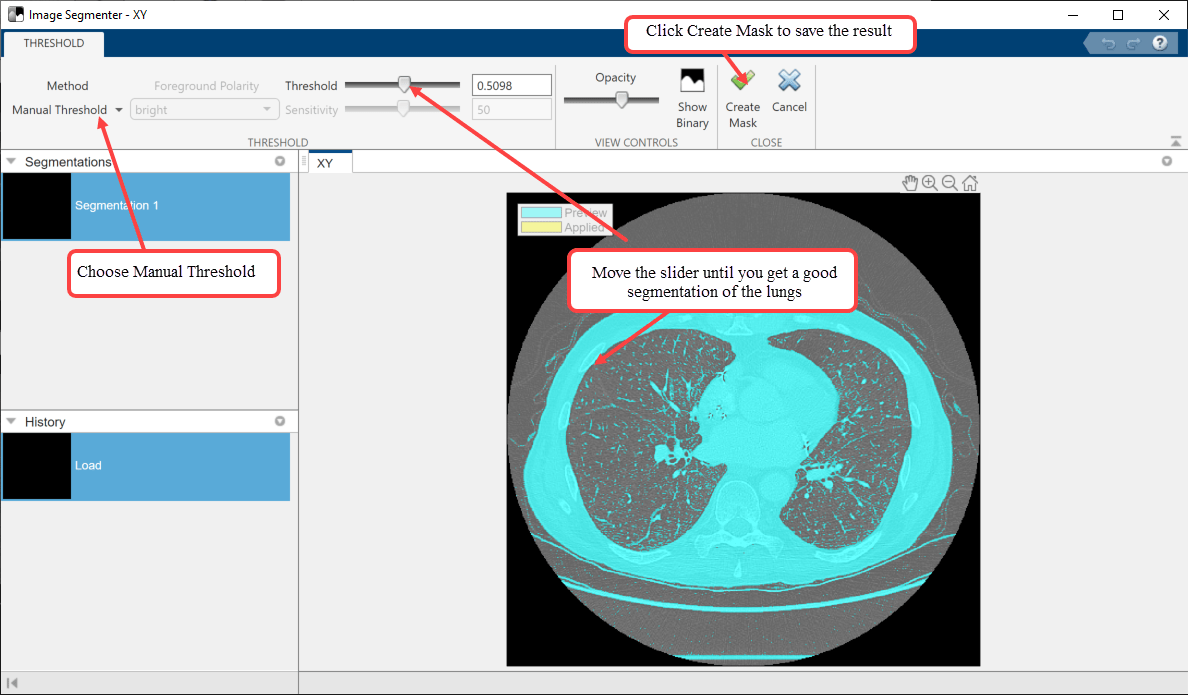 Image Segmenter - XY
Click Create Mask to save the result
THRESHOLD
Method
Foreground Polarity
Threshold
0.5098
Opacity
Manual Threshold
bright
Sensitivity
50
Show
Binary
Create
Mask
Cancel
THRESHOLD
VIEW CONTROLS
CLOSE
Segmentations
XY
Segmentation 1
Preview
Applied
Choose Manual Threshold
Move the slider until you get a good
segmentation of the lungs
History
Load